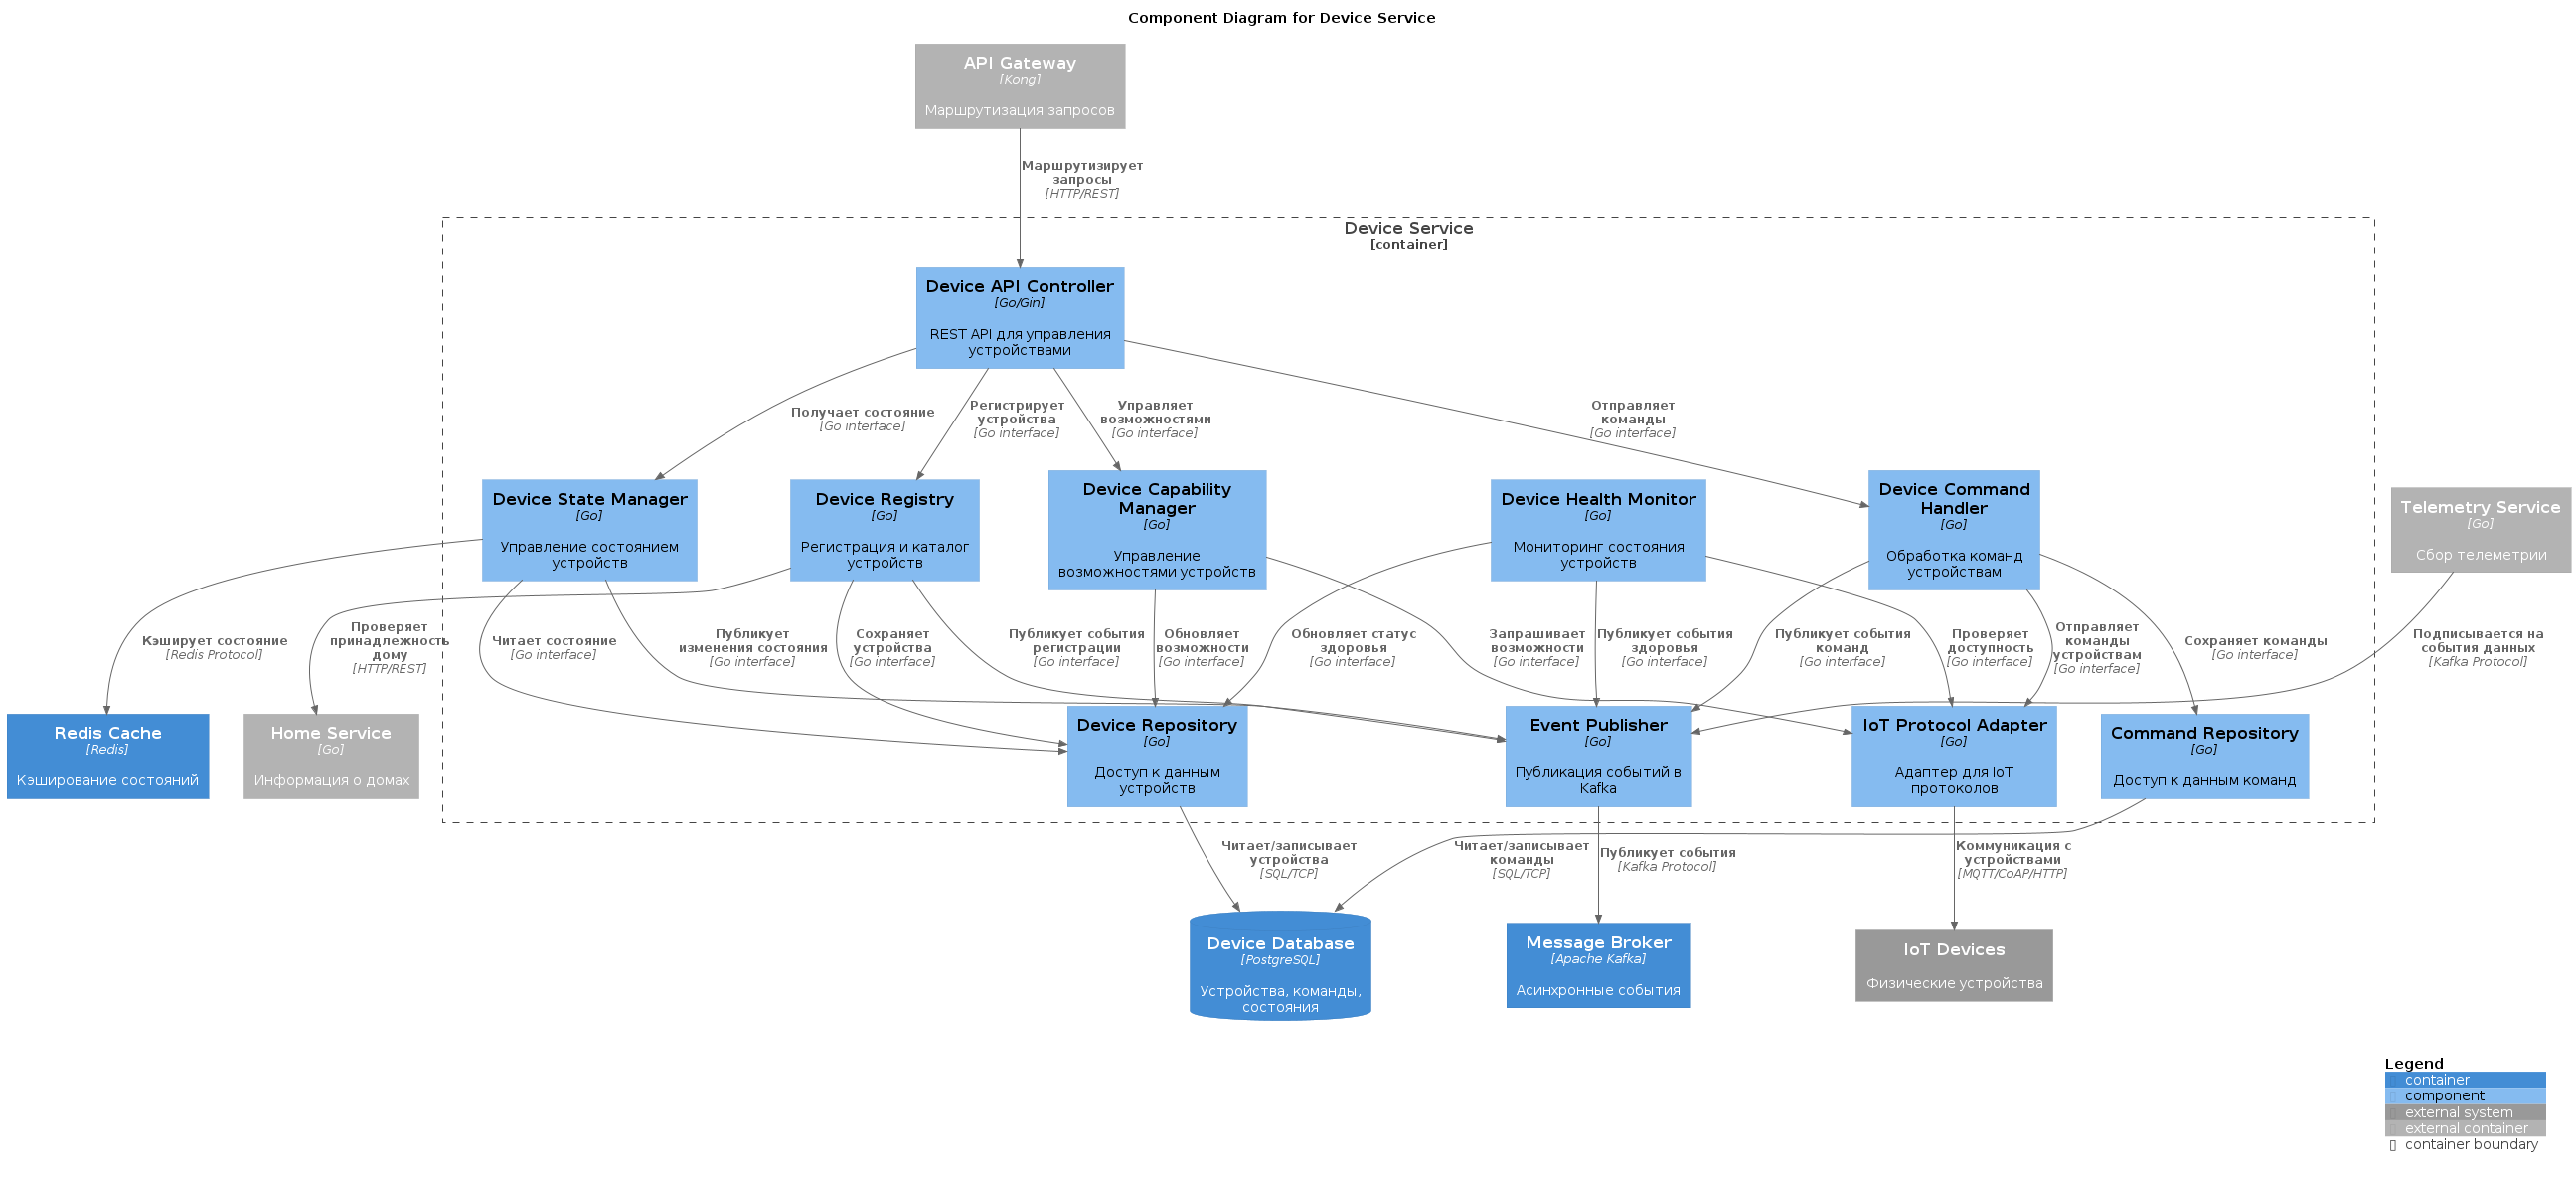 Component Diagram for Device Service
API Gateway
[Kong]
Маршрутизация запросов
Маршрутизирует
запросы
[HTTP/REST]
Device Service
[container]
Device API Controller
[Go/Gin]
REST API для управления
устройствами
Получает состояние
[Go interface]
Регистрирует
устройства
[Go interface]
Управляет
возможностями
[Go interface]
Отправляет
команды
[Go interface]
Device State Manager
[Go]
Управление состоянием
устройств
Device Registry
[Go]
Регистрация и каталог
устройств
Device Capability
Manager
[Go]
Управление
возможностями устройств
Device Health Monitor
[Go]
Мониторинг состояния
устройств
Device Command
Handler
[Go]
Обработка команд
устройствам
Telemetry Service
[Go]
Сбор телеметрии
Кэширует состояние
[Redis Protocol]
Проверяет
принадлежность
дому
[HTTP/REST]
Читает состояние
[Go interface]
Публикует
изменения состояния
[Go interface]
Сохраняет
устройства
[Go interface]
Публикует события
регистрации
[Go interface]
Обновляет
возможности
[Go interface]
Обновляет статус
здоровья
[Go interface]
Запрашивает
возможности
[Go interface]
Публикует события
здоровья
[Go interface]
Публикует события
команд
[Go interface]
Проверяет
доступность
[Go interface]
Отправляет
команды
устройствам
[Go interface]
Сохраняет команды
[Go interface]
Подписывается на
события данных
[Kafka Protocol]
Redis Cache
[Redis]
Кэширование состояний
Home Service
[Go]
Информация о домах
Device Repository
[Go]
Доступ к данным
устройств
Event Publisher
[Go]
Публикация событий в
Kafka
IoT Protocol Adapter
[Go]
Адаптер для IoT
протоколов
Command Repository
[Go]
Доступ к данным команд
Читает/записывает
устройства
[SQL/TCP]
Читает/записывает
команды
[SQL/TCP]
Публикует события
[Kafka Protocol]
Коммуникация с
устройствами
[MQTT/CoAP/HTTP]
Device Database
[PostgreSQL]
Устройства, команды,
состояния
Message Broker
[Apache Kafka]
Асинхронные события
IoT Devices
Физические устройства
Legend
container
component
external system
external container
container boundary